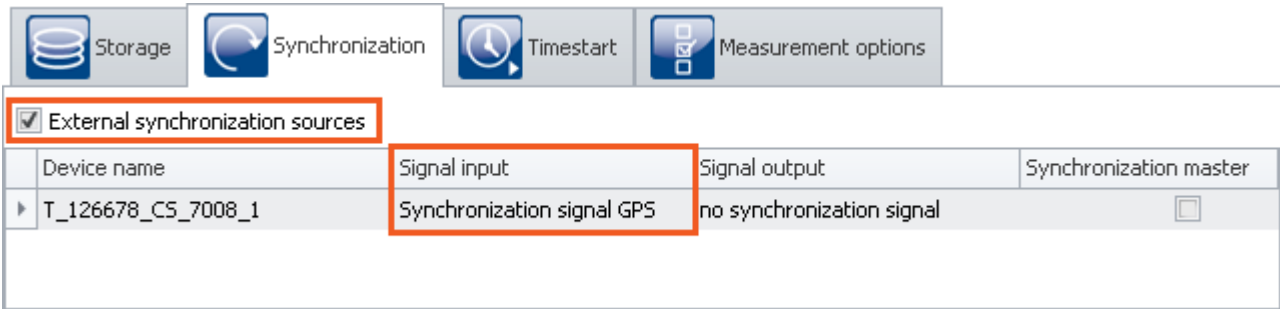 Storage Synchronization Timestart Measurement options
External synchronization sources
Device name Signal input Signal output Synchronization master
T_126678_CS_7008_1 Synchronization signal GPS no synchronization signal